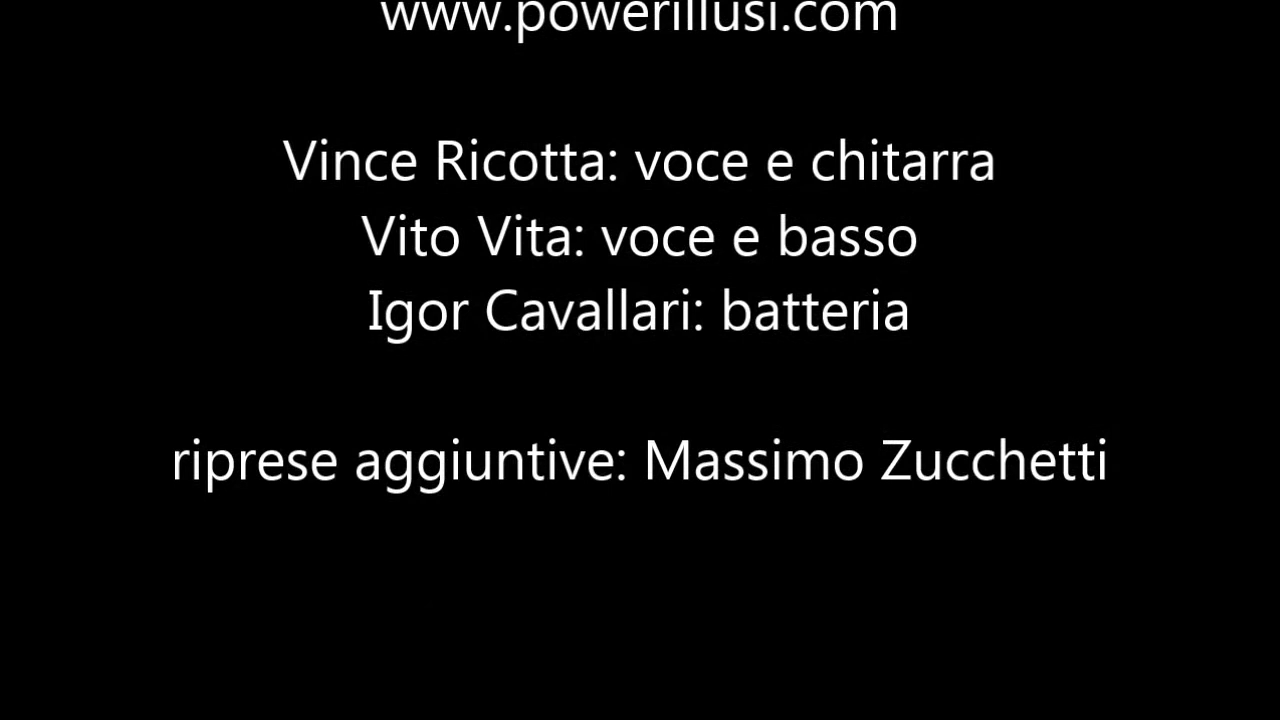 www.powerillusi.com
Vince Ricotta: voce e chitarra
Vito Vita: voce e basso
Igor Cavallari: batteria
riprese aggiuntive: Massimo Zucchetti